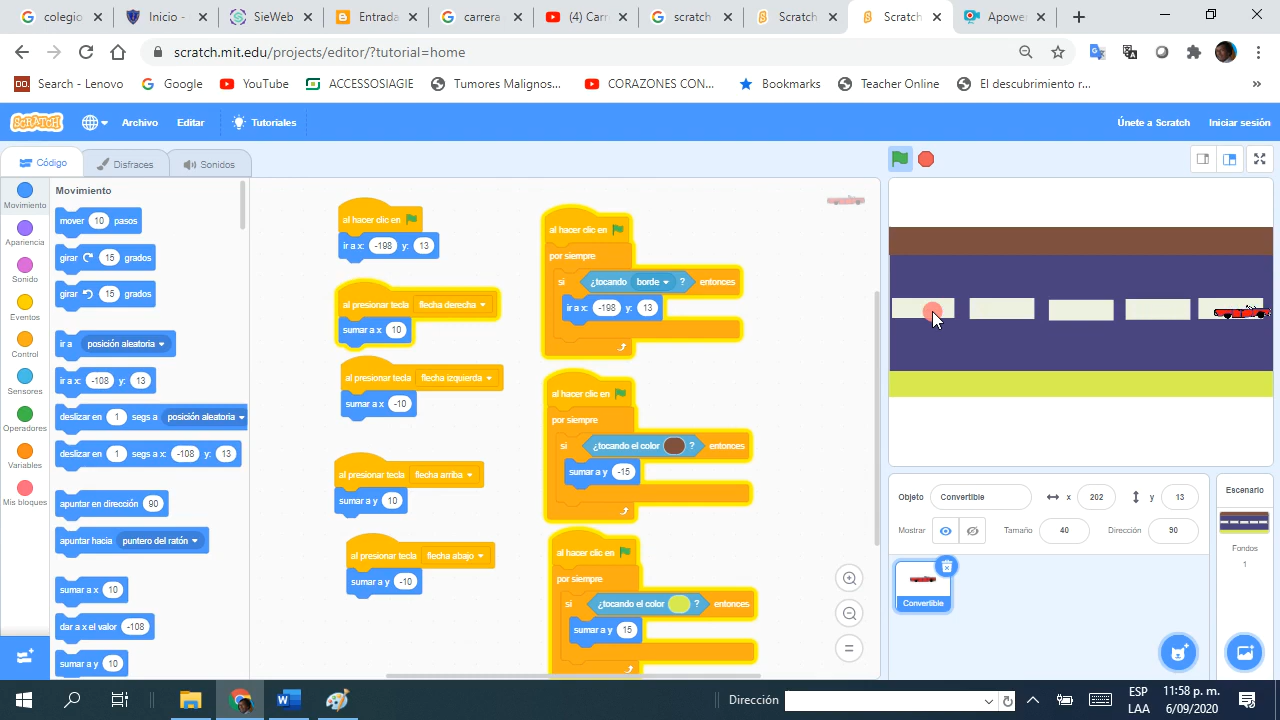 colegio
Inicio -
SieWeb
Entrada
carrera
(4) Carr
scratch
Scratch
Scratch
Apower
scratch.mit.edu/projects/editor/?tutorial=home
Search - Lenovo
Google
YouTube
ACCESSOSIAGIE
Tumores Malignos...
CORAZONES CON...
Bookmarks
Teacher Online
El descubrimiento r...
SCRATCH
Archivo
Editar
Tutoriales
Únete a Scratch
Iniciar sesión
Código
Disfraces
Sonidos
Movimiento
Apariencia
Sonido
Eventos
Control
Sensores
Operadores
Variables
Mis bloques
Movimiento
mover 10 pasos
girar 15 grados
girar 15 grados
ir a posición aleatoria
ir a x: -108 y: 13
deslizar en 1 segs a posición aleatoria
deslizar en 1 segs a x: -108 y: 13
apuntar en dirección 90
apuntar hacia puntero del ratón
sumar a x 10
dar a x el valor -108
sumar a y 10
al hacer clic en
ir a x: -198 y: 13
al presionar tecla flecha derecha
sumar a x 10
al presionar tecla flecha izquierda
sumar a x -10
al presionar tecla flecha arriba
sumar a y 10
al presionar tecla flecha abajo
sumar a y -10
al hacer clic en
por siempre
si ¿tocando borde ? entonces
ir a x: -198 y: 13
al hacer clic en
por siempre
si ¿tocando el color ? entonces
sumar a y -15
al hacer clic en
por siempre
si ¿tocando el color ? entonces
sumar a y 15
Objeto Convertible x 202 y 13
Mostrar Tamaño 40 Dirección 90
Convertible
Escenario
Fondos
1
Dirección
ESP
LAA
11:58 p. m.
6/09/2020